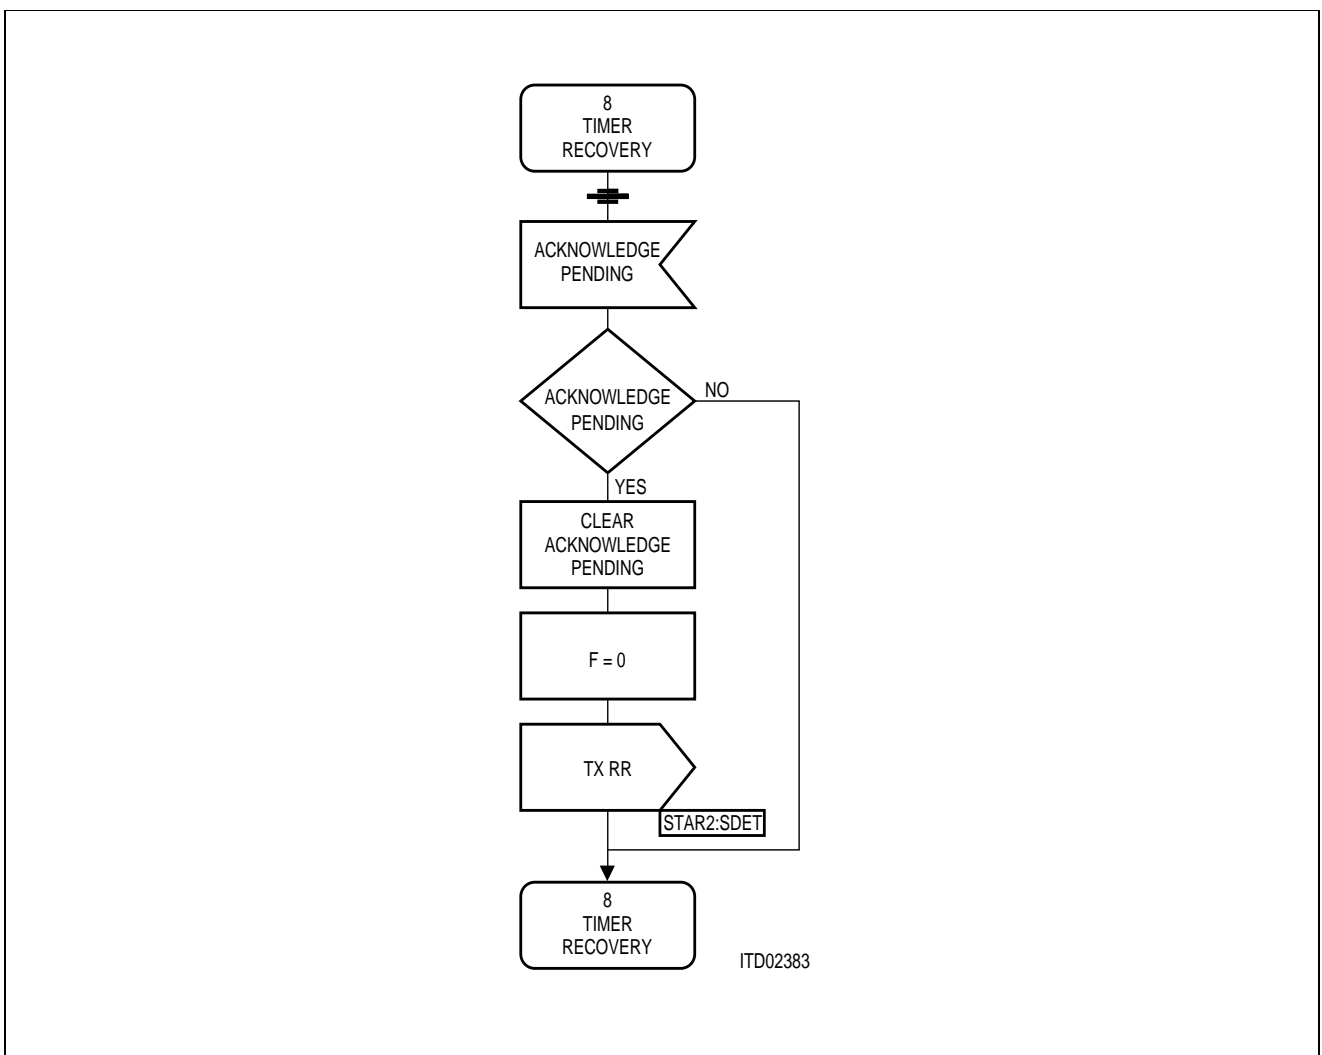 8
TIMER
RECOVERY
ACKNOWLEDGE
PENDING
ACKNOWLEDGE
PENDING
NO
YES
CLEAR
ACKNOWLEDGE
PENDING
F = 0
TX RR
STAR2:SDET
8
TIMER
RECOVERY
ITD02383